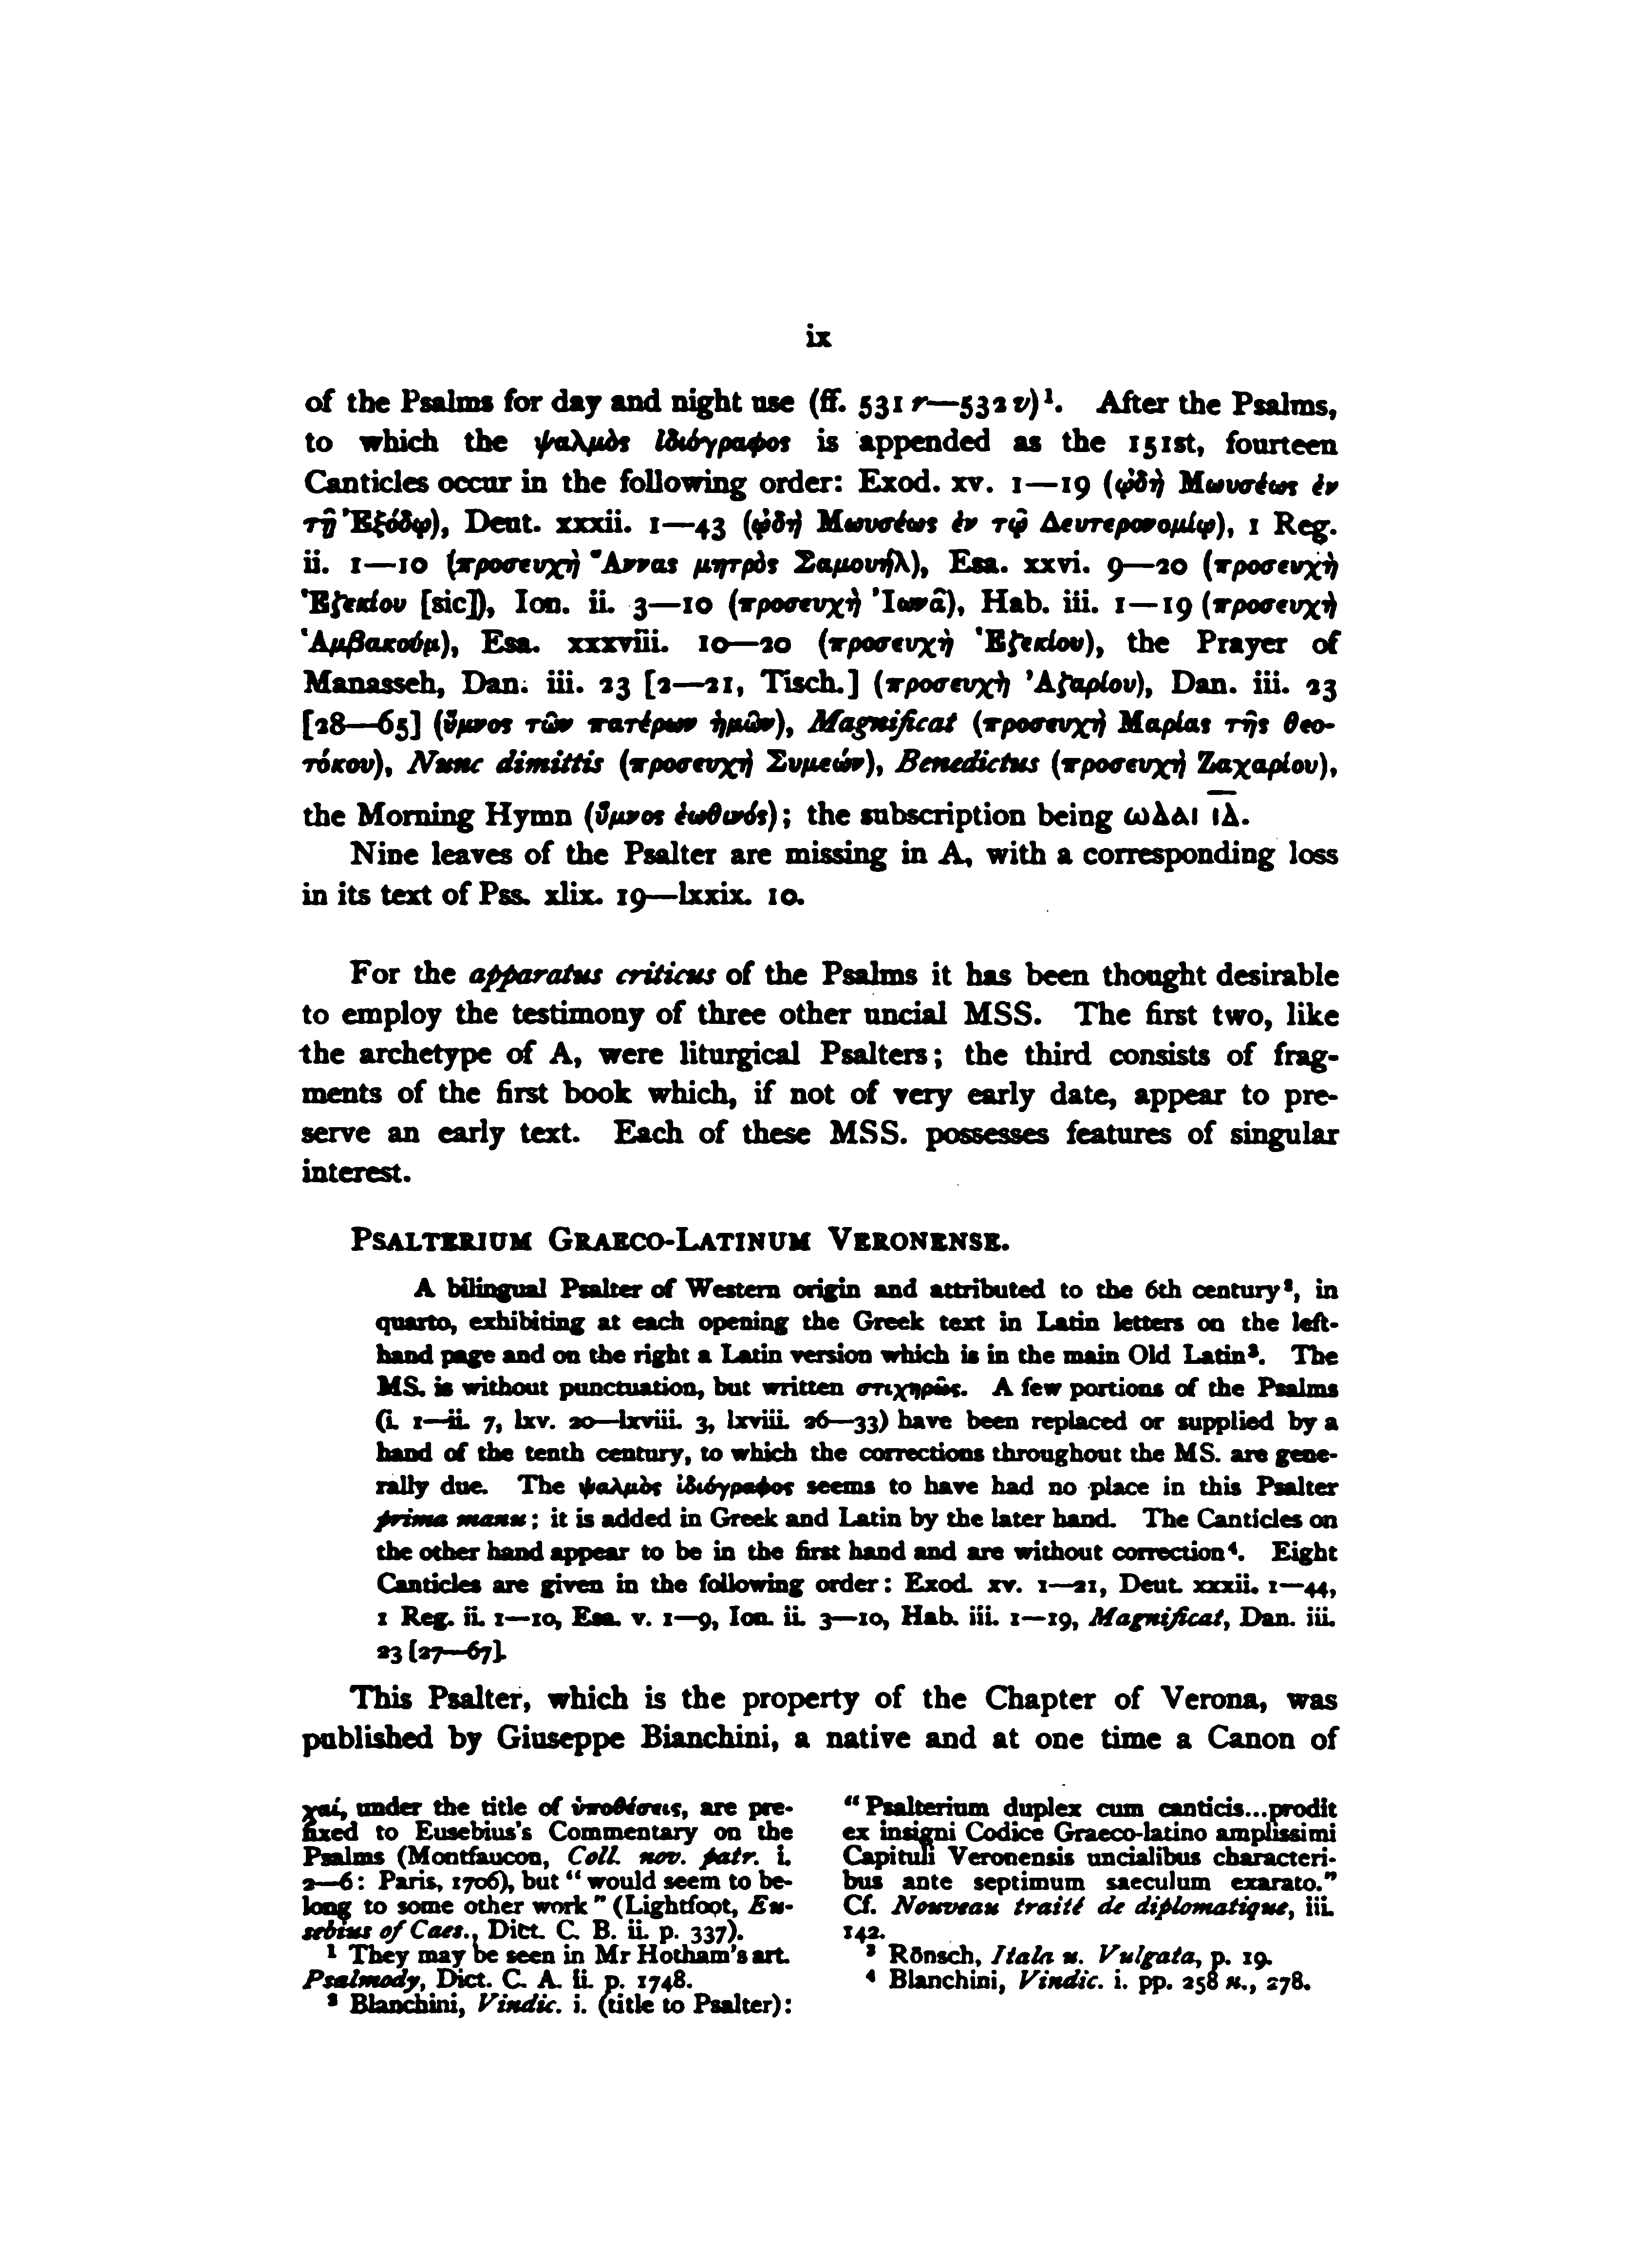 ix
of the Psalms for day and night use (ff. 531 r—532 v)¹. After the Psalms,
to which the ψαλμὸς ἰδιόγραφος is appended as the 151st, fourteen
Canticles occur in the following order: Exod. xv. 1—19 (ᾠδὴ Μωυσέως ἐν
τῇ Ἐξόδῳ), Deut. xxxii. 1—43 (ᾠδὴ Μωυσέως ἐν τῷ Δευτερονομίῳ), 1 Reg.
ii. 1—10 (προσευχὴ Ἅννας μητρὸς Σαμουήλ), Esa. xxvi. 9—20 (προσευχὴ
Ἑζεκίου [sic]), Ion. ii. 3—10 (προσευχὴ Ἰωνᾶ), Hab. iii. 1—19 (προσευχὴ
Ἁμβακούμ), Esa. xxxviii. 10—20 (προσευχὴ Ἑζεκίου), the Prayer of
Manasseh, Dan. iii. 23 [2—21, Tisch.] (προσευχὴ Ἀζαρίου), Dan. iii. 23
[28—65] (ὕμνος τῶν πατέρων ἡμῶν), Magnificat (προσευχὴ Μαρίας τῆς θεο-
τόκου), Nunc dimittis (προσευχὴ Συμεών), Benedictus (προσευχὴ Ζαχαρίου),
the Morning Hymn (ὕμνος ἑωθινός); the subscription being ωδαι ι̅δ̅.
Nine leaves of the Psalter are missing in A, with a corresponding loss
in its text of Pss. xlix. 19—lxxix. 10.
For the apparatus criticus of the Psalms it has been thought desirable
to employ the testimony of three other uncial MSS. The first two, like
the archetype of A, were liturgical Psalters; the third consists of frag-
ments of the first book which, if not of very early date, appear to pre-
serve an early text. Each of these MSS. possesses features of singular
interest.
PSALTERIUM GRAECO-LATINUM VERONENSE.
A bilingual Psalter of Western origin and attributed to the 6th century², in
quarto, exhibiting at each opening the Greek text in Latin letters on the left-
hand page and on the right a Latin version which is in the main Old Latin³. The
MS. is without punctuation, but written στιχηρῶς. A few portions of the Psalms
(i. 1—ii. 7, lxv. 20—lxviii. 3, lxviii. 26—33) have been replaced or supplied by a
hand of the tenth century, to which the corrections throughout the MS. are gene-
rally due. The ψαλμὸς ἰδιόγραφος seems to have had no place in this Psalter
prima manu; it is added in Greek and Latin by the later hand. The Canticles on
the other hand appear to be in the first hand and are without correction⁴. Eight
Canticles are given in the following order: Exod. xv. 1—21, Deut. xxxii. 1—44,
1 Reg. ii. 1—10, Esa. v. 1—9, Ion. ii. 3—10, Hab. iii. 1—19, Magnificat, Dan. iii.
23 [27—67].
This Psalter, which is the property of the Chapter of Verona, was
published by Giuseppe Bianchini, a native and at one time a Canon of
χαί, under the title of ὑποθέσεις, are pre-
fixed to Eusebius's Commentary on the
Psalms (Montfaucon, Coll. nov. patr. i.
2—6: Paris, 1706), but "would seem to be-
long to some other work" (Lightfoot, Eu-
sebius of Caes., Dict. C. B. ii. p. 337).
¹ They may be seen in Mr Hotham's art.
Psalmody, Dict. C. A. ii. p. 1748.
² Blanchini, Vindic. i. (title to Psalter):
"Psalterium duplex cum canticis...prodit
ex insigni Codice Graeco-latino amplissimi
Capituli Veronensis uncialibus characteri-
bus ante septimum saeculum exarato."
Cf. Nouveau traité de diplomatique, iii.
142.
³ Rönsch, Itala u. Vulgata, p. 19.
⁴ Blanchini, Vindic. i. pp. 258 n., 278.